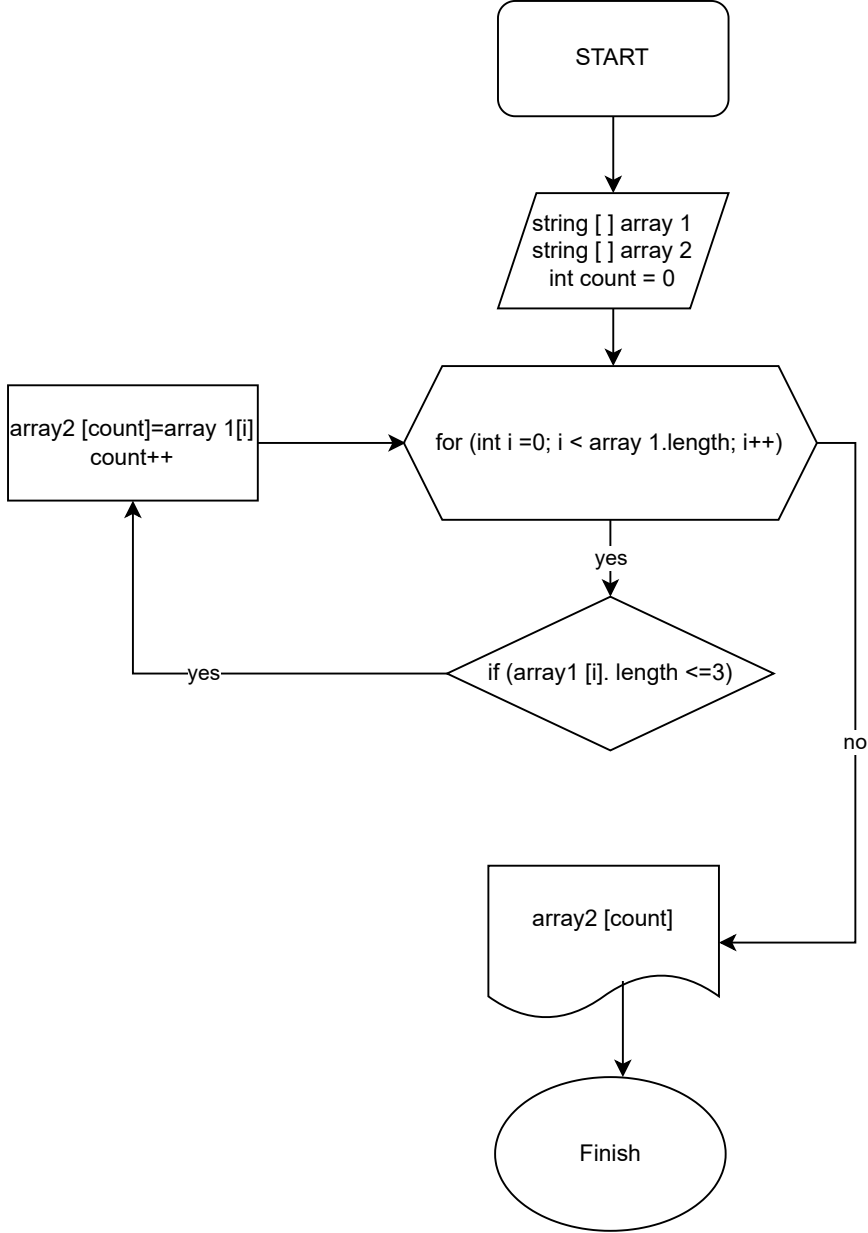 START
string [ ] array 1
string [ ] array 2
int count = 0
for (int i =0; i < array 1.length; i++)
array2 [count]=array 1[i]
count++
yes
if (array1 [i]. length <=3)
yes
no
array2 [count]
Finish